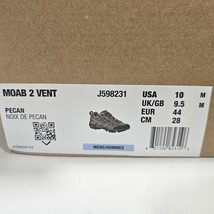 MOAB 2 VENT
J598231
PECAN
NOIX DE PECAN
USA 10 M
UK/GB 9.5 M
EUR 44
CM 28
MENS/HOMMES